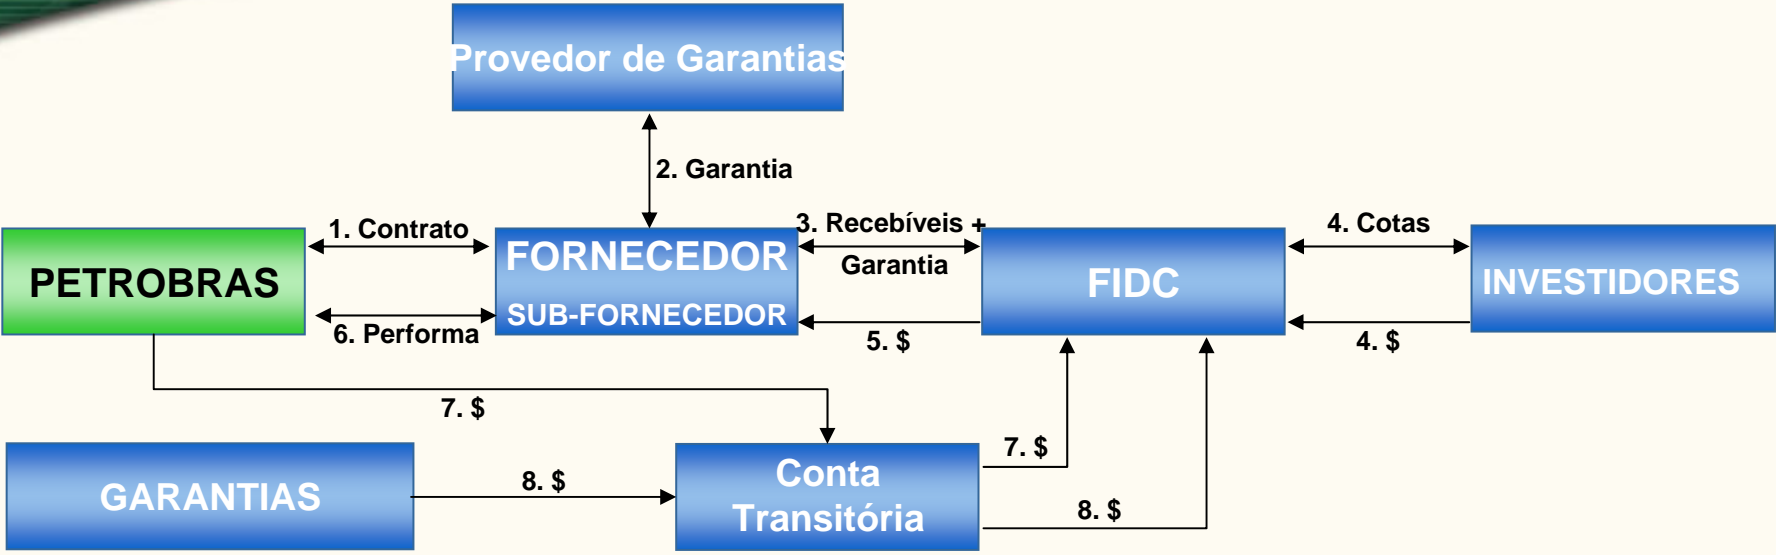 Provedor de Garantias
2. Garantia
1. Contrato
3. Recebíveis +
Garantia
4. Cotas
PETROBRAS
FORNECEDOR
SUB-FORNECEDOR
FIDC
INVESTIDORES
6. Performa
5. $
4. $
7. $
7. $
GARANTIAS
8. $
Conta
Transitória
8. $